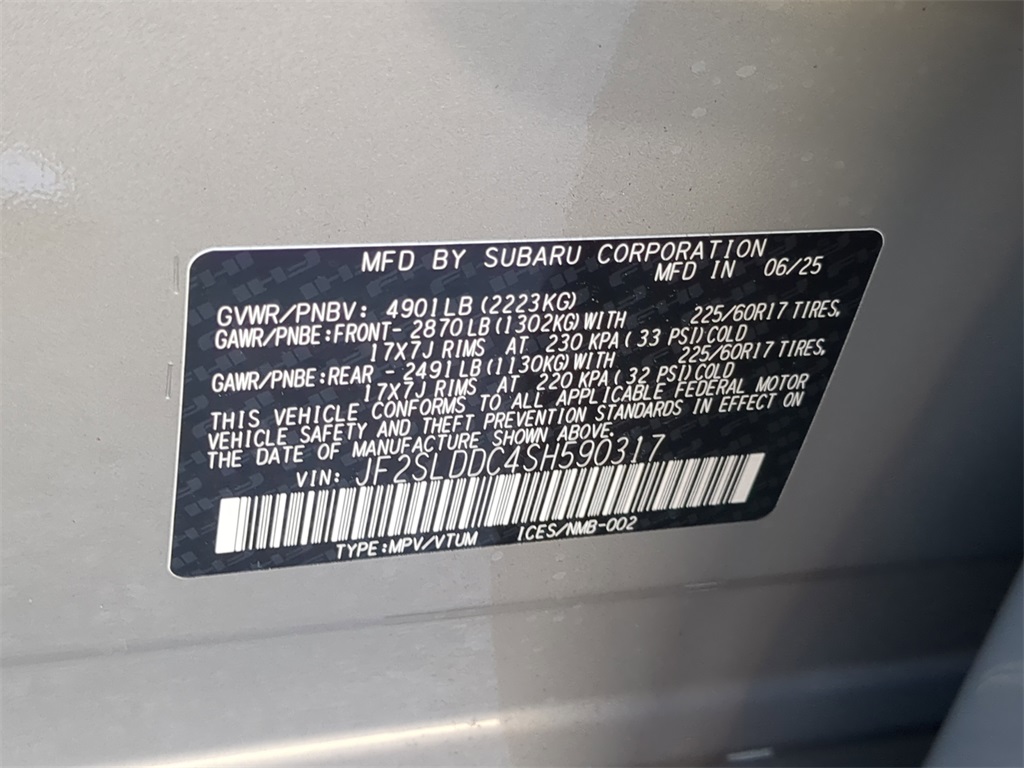 MFD BY SUBARU CORPORATION
MFD IN 06/25
GVWR/PNBV: 4901LB (2223KG)
GAWR/PNBE:FRONT- 2870LB(1302KG)WITH 225/60R17 TIRES,
17X7J RIMS AT 230 KPA( 33 PSI)COLD
GAWR/PNBE:REAR - 2491LB(1130KG)WITH 225/60R17 TIRES,
17X7J RIMS AT 220 KPA( 32 PSI)COLD
THIS VEHICLE CONFORMS TO ALL APPLICABLE FEDERAL MOTOR
VEHICLE SAFETY AND THEFT PREVENTION STANDARDS IN EFFECT ON
THE DATE OF MANUFACTURE SHOWN ABOVE.
VIN: JF2SLDDC4SH590317
TYPE:MPV/VTUM ICES/NMB-002